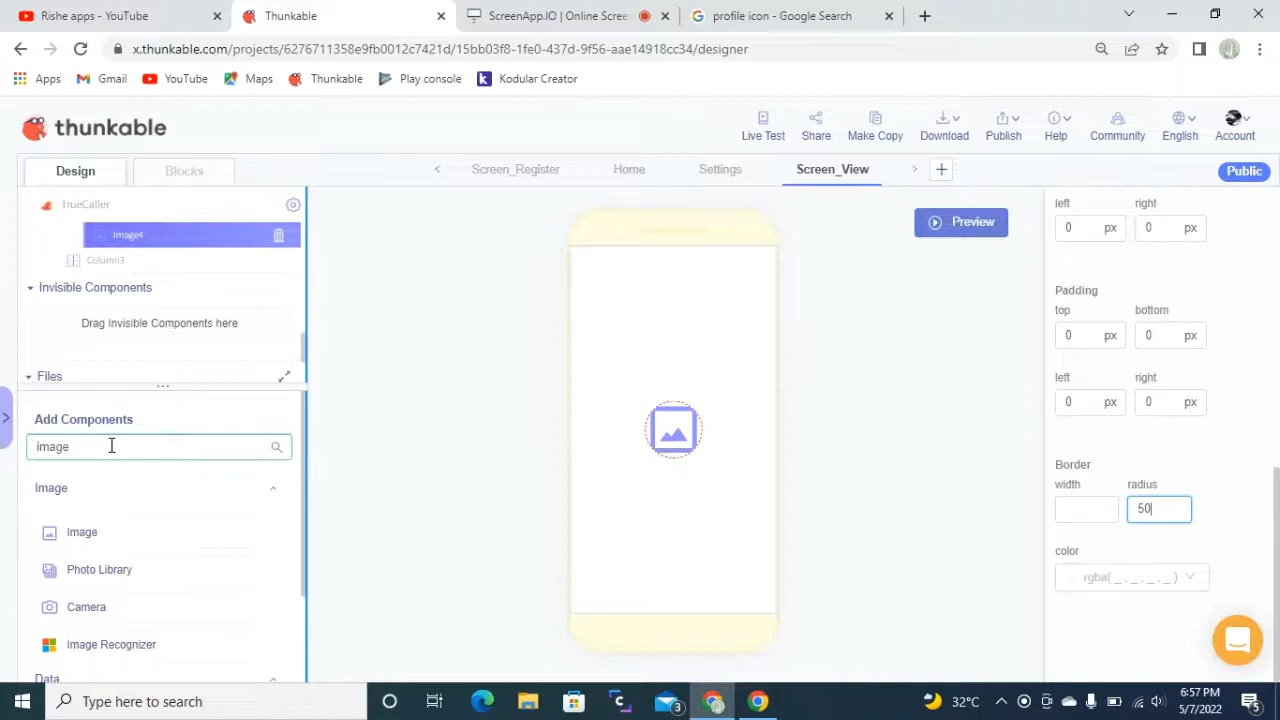 Rishe apps - YouTube
Thunkable
ScreenApp.IO | Online Scree
profile icon - Google Search
x.thunkable.com/projects/6276711358e9fb0012c7421d/15bb03f8-1fe0-437d-9f56-aae14918cc34/designer
Apps
Gmail
YouTube
Maps
Thunkable
Play console
Kodular Creator
thunkable
Live Test
Share
Make Copy
Download
Publish
Help
Community
English
Account
Design
Blocks
Screen_Register
Home
Settings
Screen_View
Public
TrueCaller
Image4
Column3
Invisible Components
Drag Invisible Components here
Files
Add Components
image
Image
Image
Photo Library
Camera
Image Recognizer
Data
Preview
left right
0 px 0 px
Padding
top bottom
0 px 0 px
left right
0 px 0 px
Border
width radius
50
color
rgba( _ , _ , _ , _ )
Type here to search
3
32°C
6:57 PM
5/7/2022
5